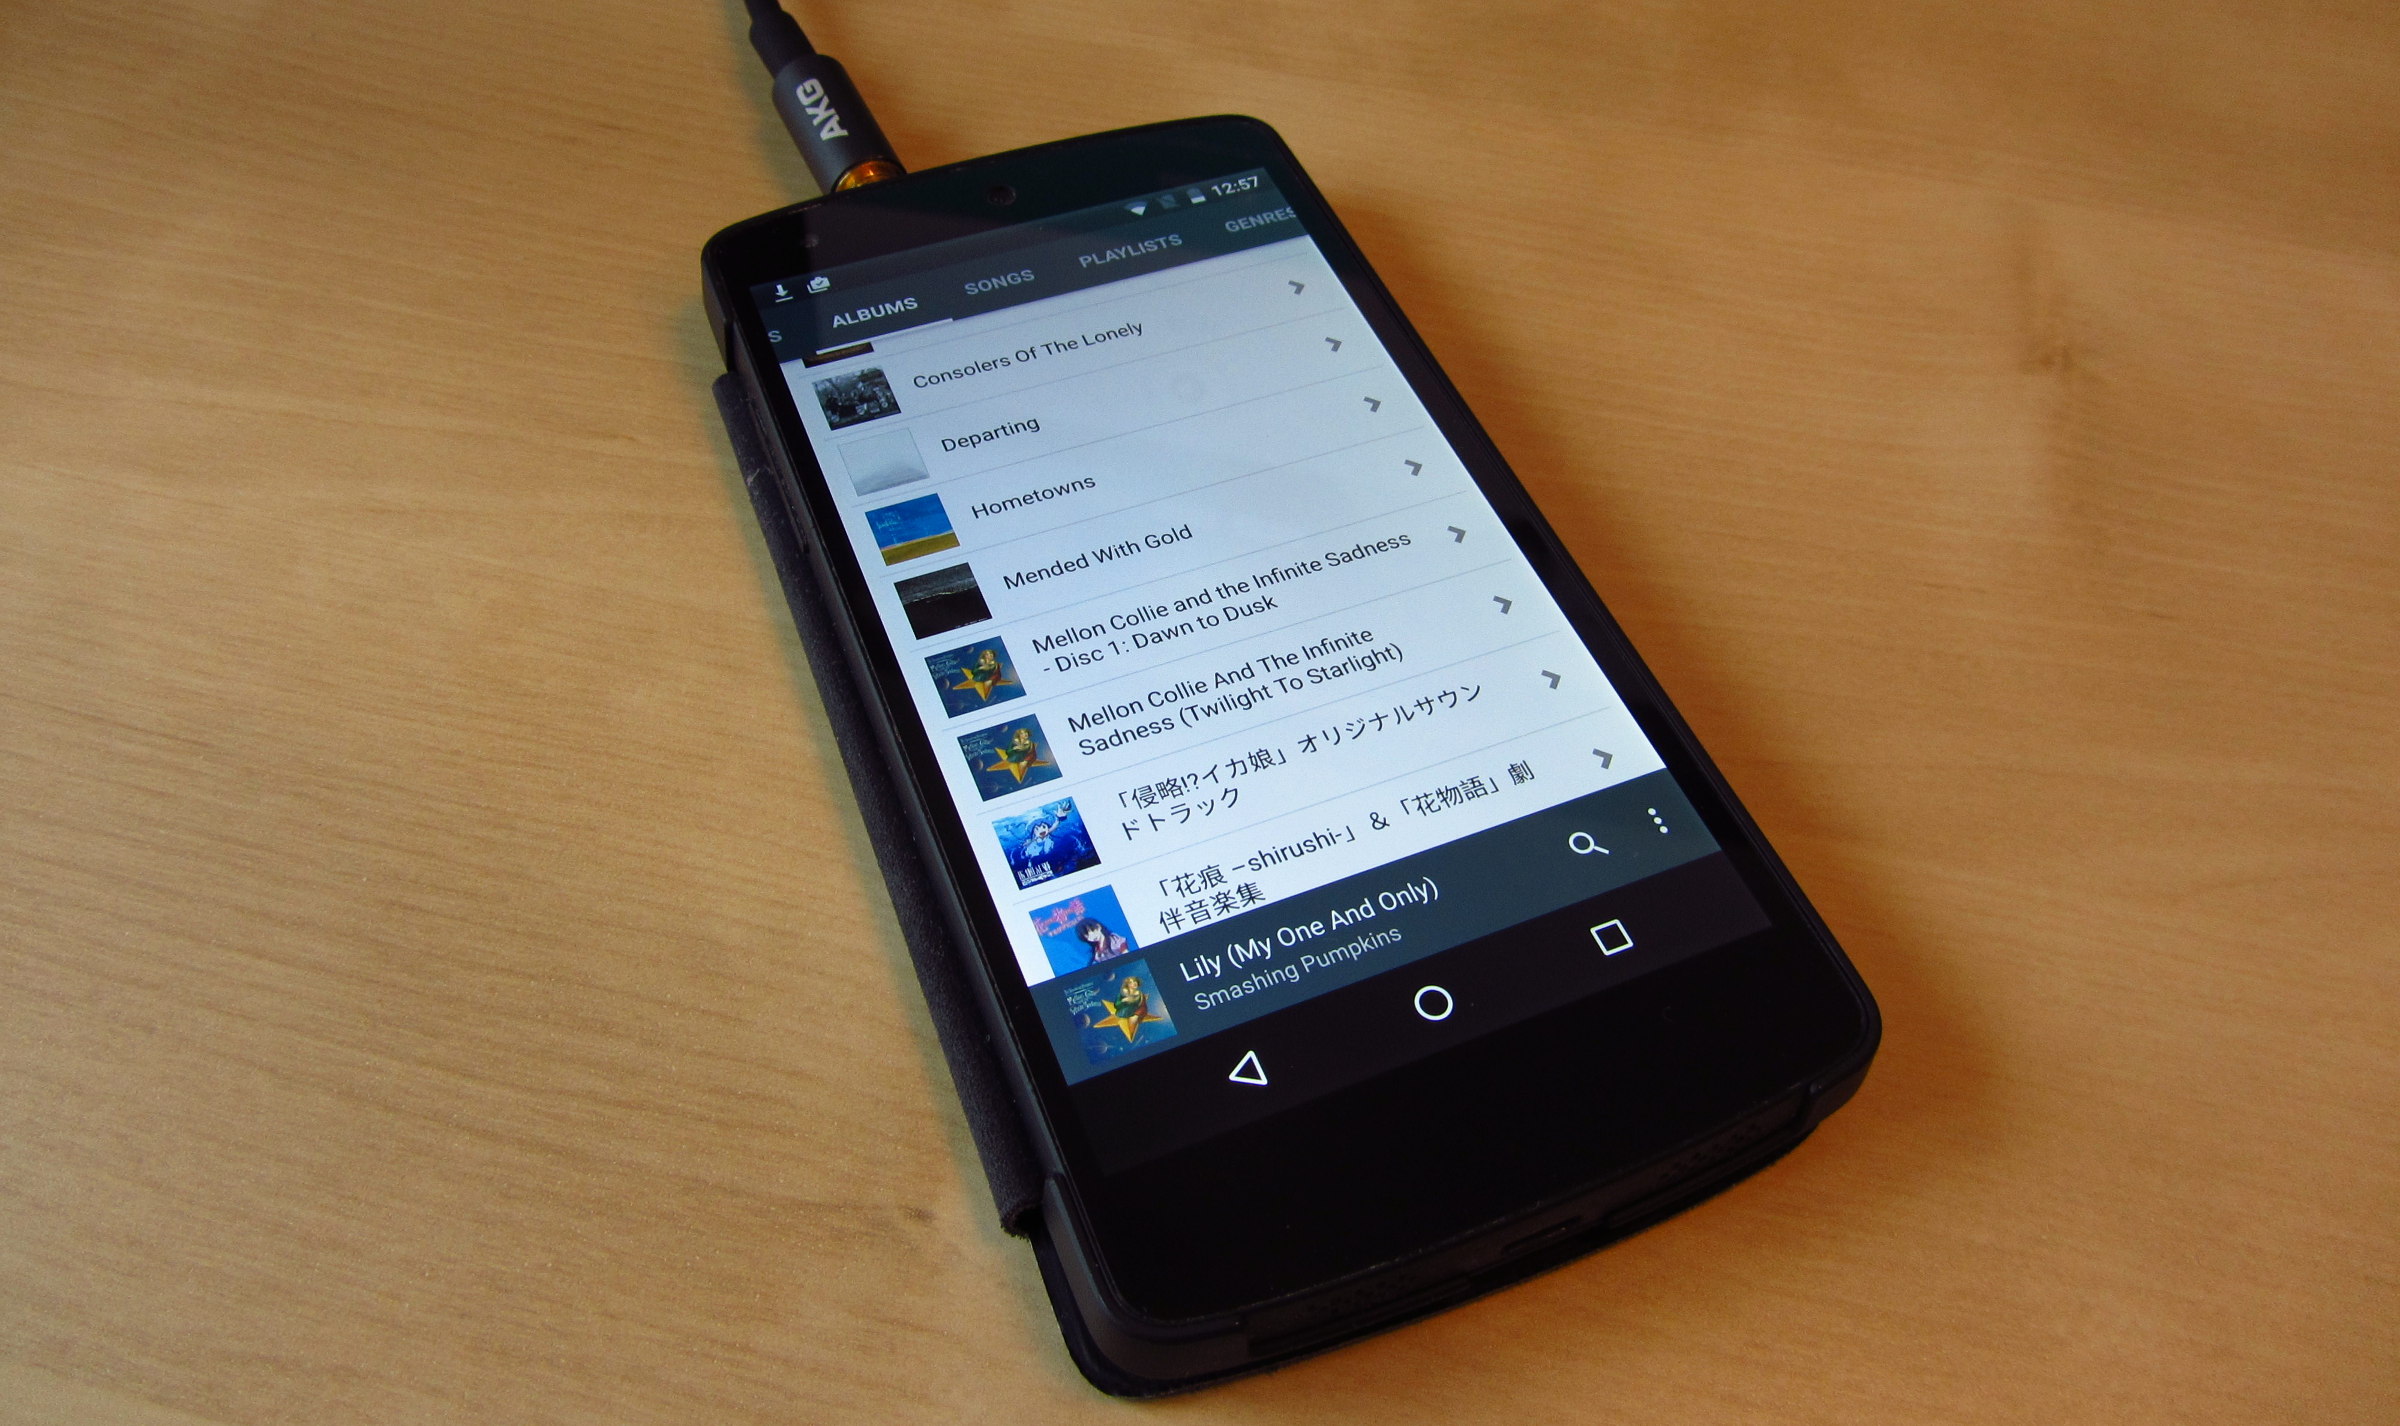 AKG
12:57
S ALBUMS SONGS PLAYLISTS GENRES
Consolers Of The Lonely
Departing
Hometowns
Mended With Gold
Mellon Collie and the Infinite Sadness
- Disc 1: Dawn to Dusk
Mellon Collie And The Infinite
Sadness (Twilight To Starlight)
「侵略!?イカ娘」オリジナルサウン
ドトラック
「花痕 –shirushi-」&「花物語」劇
伴音楽集
Lily (My One And Only)
Smashing Pumpkins